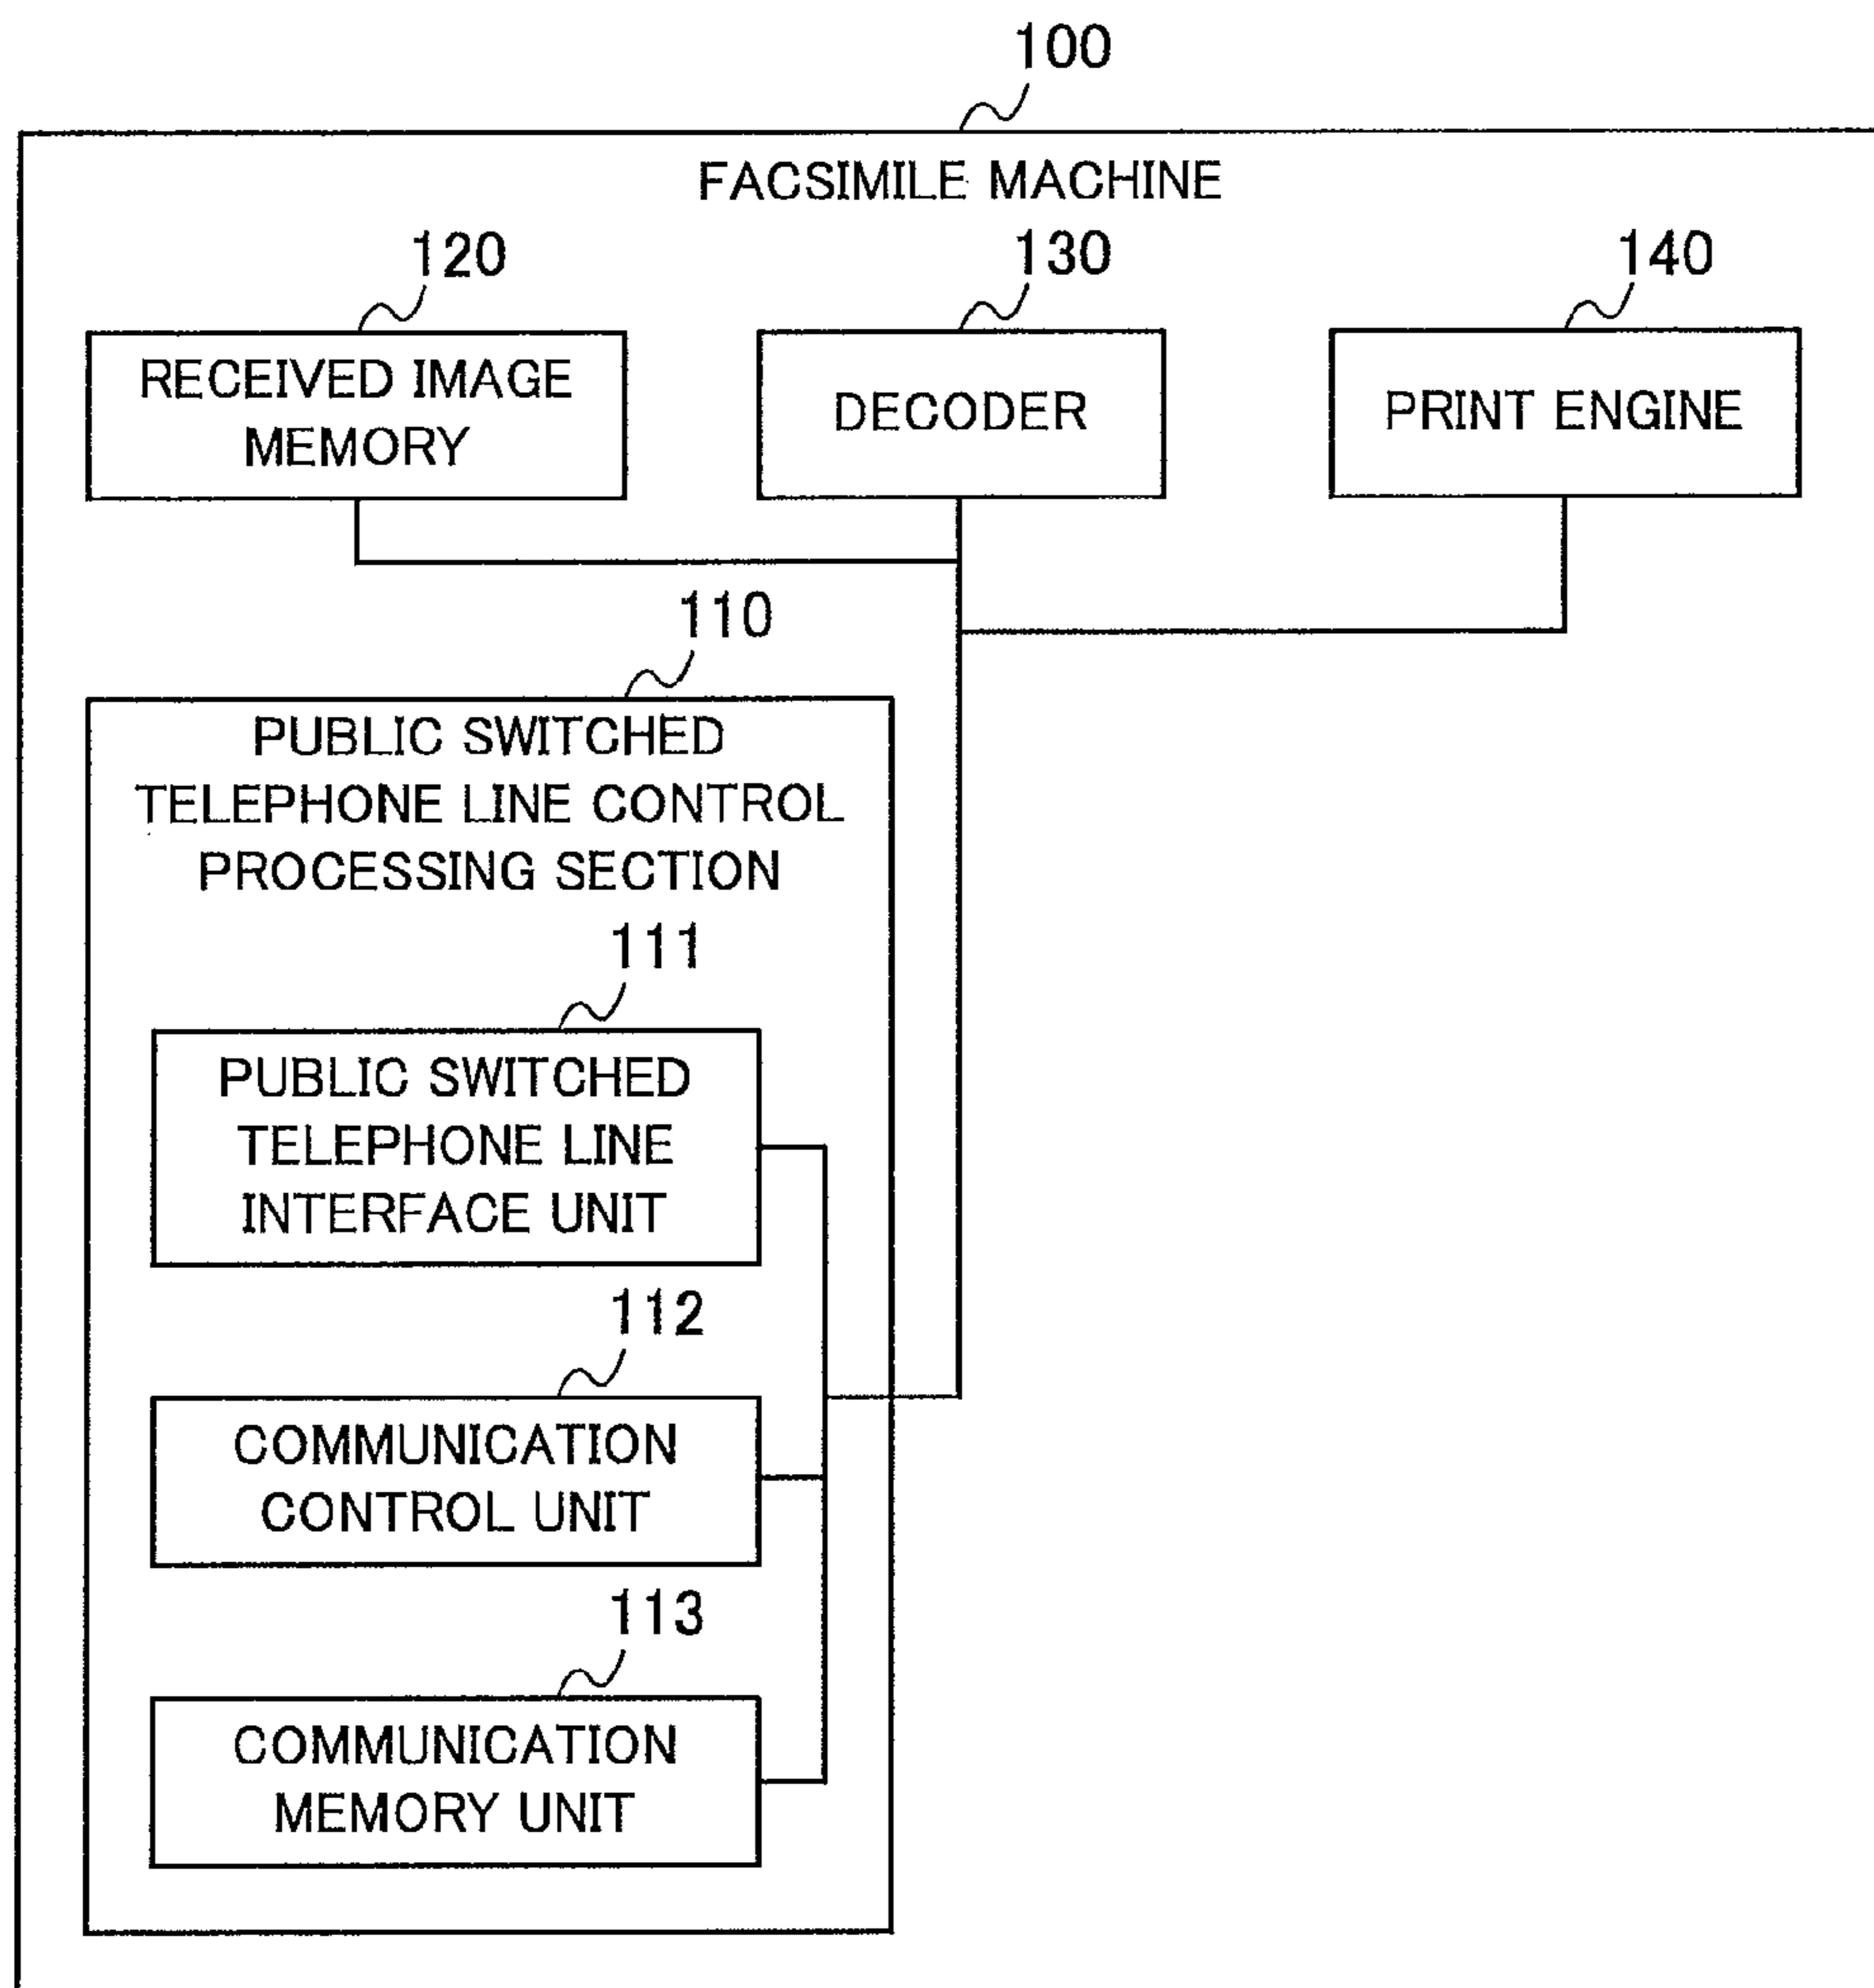 100
FACSIMILE MACHINE
120
130
140
RECEIVED IMAGE
MEMORY
DECODER
PRINT ENGINE
110
PUBLIC SWITCHED
TELEPHONE LINE CONTROL
PROCESSING SECTION
111
PUBLIC SWITCHED
TELEPHONE LINE
INTERFACE UNIT
112
COMMUNICATION
CONTROL UNIT
113
COMMUNICATION
MEMORY UNIT